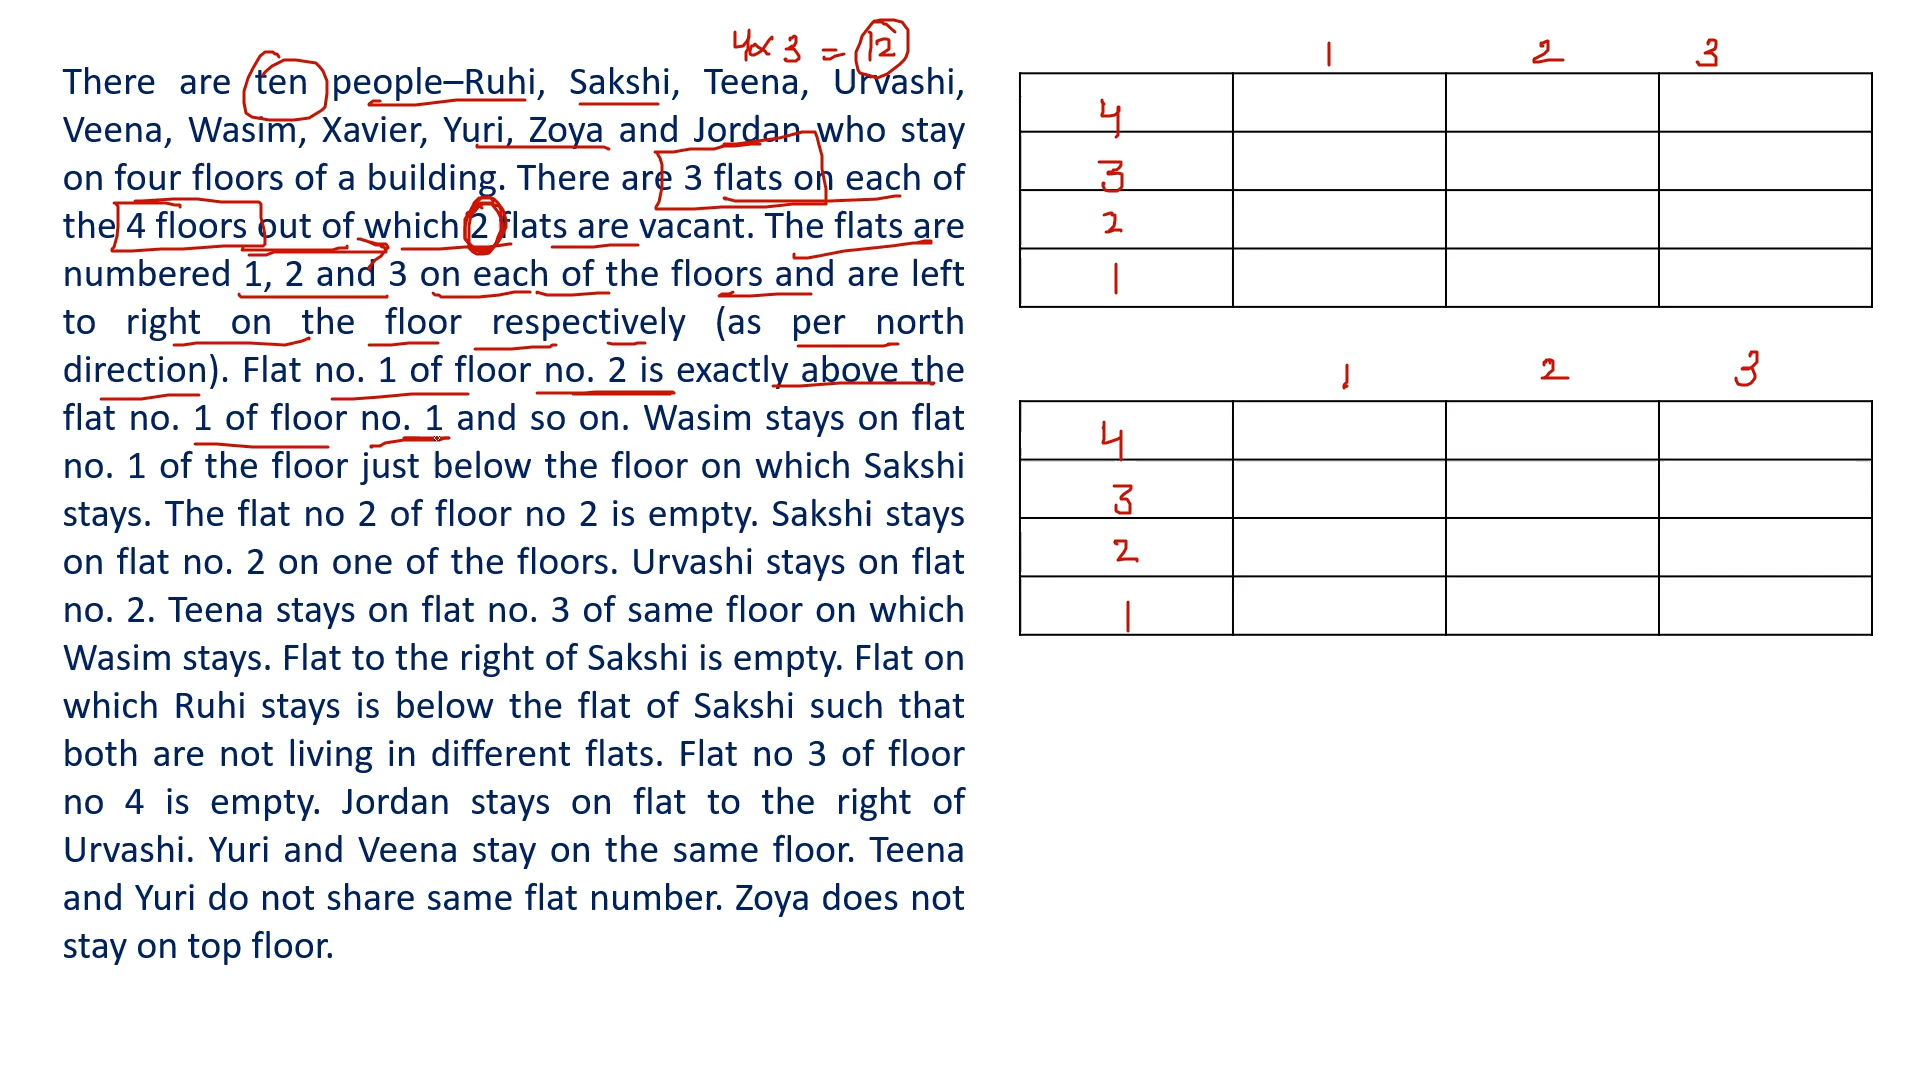 4 x 3 = 12
There are ten people–Ruhi, Sakshi, Teena, Urvashi,
Veena, Wasim, Xavier, Yuri, Zoya and Jordan who stay
on four floors of a building. There are 3 flats on each of
the 4 floors out of which 2 flats are vacant. The flats are
numbered 1, 2 and 3 on each of the floors and are left
to right on the floor respectively (as per north
direction). Flat no. 1 of floor no. 2 is exactly above the
flat no. 1 of floor no. 1 and so on. Wasim stays on flat
no. 1 of the floor just below the floor on which Sakshi
stays. The flat no 2 of floor no 2 is empty. Sakshi stays
on flat no. 2 on one of the floors. Urvashi stays on flat
no. 2. Teena stays on flat no. 3 of same floor on which
Wasim stays. Flat to the right of Sakshi is empty. Flat on
which Ruhi stays is below the flat of Sakshi such that
both are not living in different flats. Flat no 3 of floor
no 4 is empty. Jordan stays on flat to the right of
Urvashi. Yuri and Veena stay on the same floor. Teena
and Yuri do not share same flat number. Zoya does not
stay on top floor.
1 2 3
4
3
2
1
1 2 3
4
3
2
1